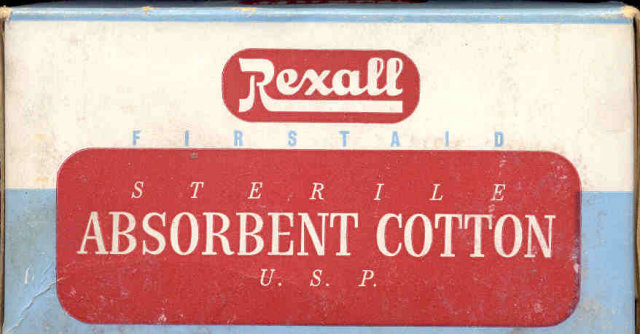 Rexall
FIRST AID
STERILE
ABSORBENT COTTON
U. S. P.